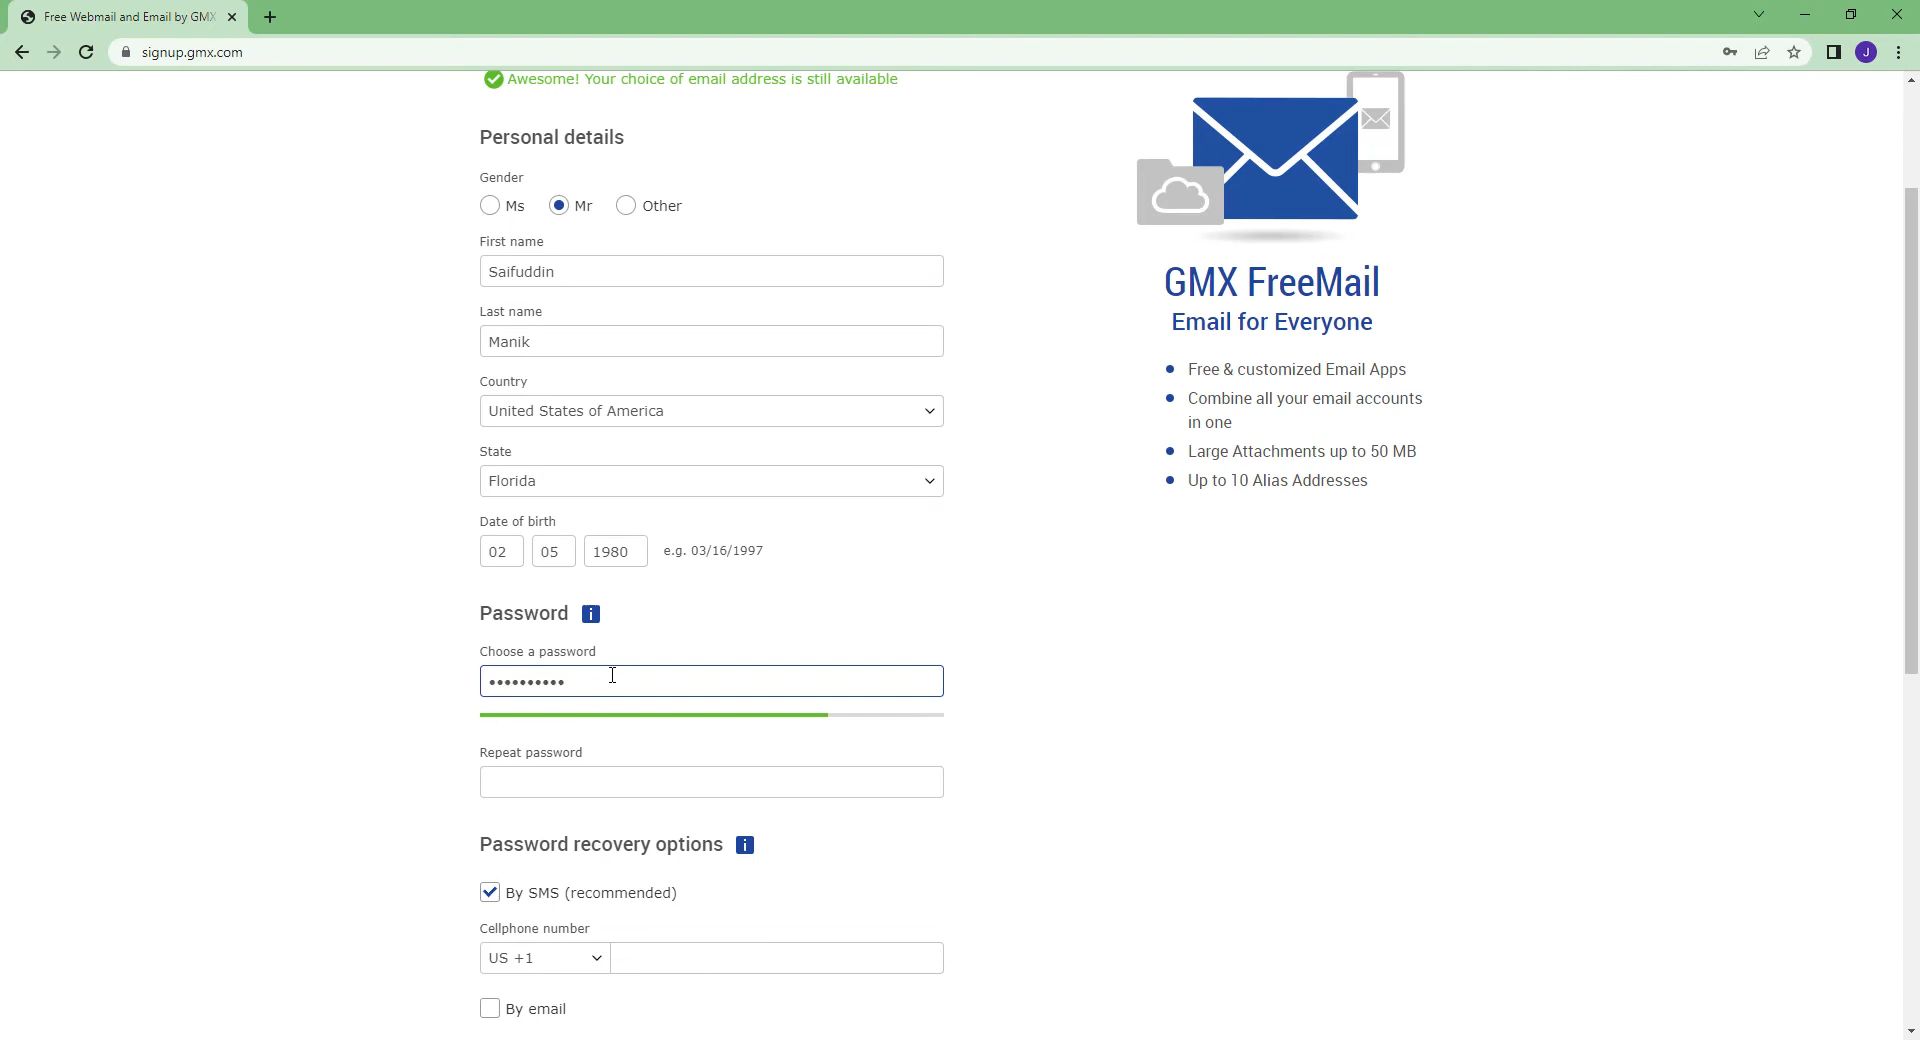 Free Webmail and Email by GMX
signup.gmx.com
J
Awesome! Your choice of email address is still available
Personal details
Gender
Ms Mr Other
First name
Saifuddin
Last name
Manik
Country
United States of America
State
Florida
Date of birth
02 05 1980 e.g. 03/16/1997
Password i
Choose a password
••••••••••
Repeat password
Password recovery options i
By SMS (recommended)
Cellphone number
US +1
By email
GMX FreeMail
Email for Everyone
Free & customized Email Apps
Combine all your email accounts
in one
Large Attachments up to 50 MB
Up to 10 Alias Addresses